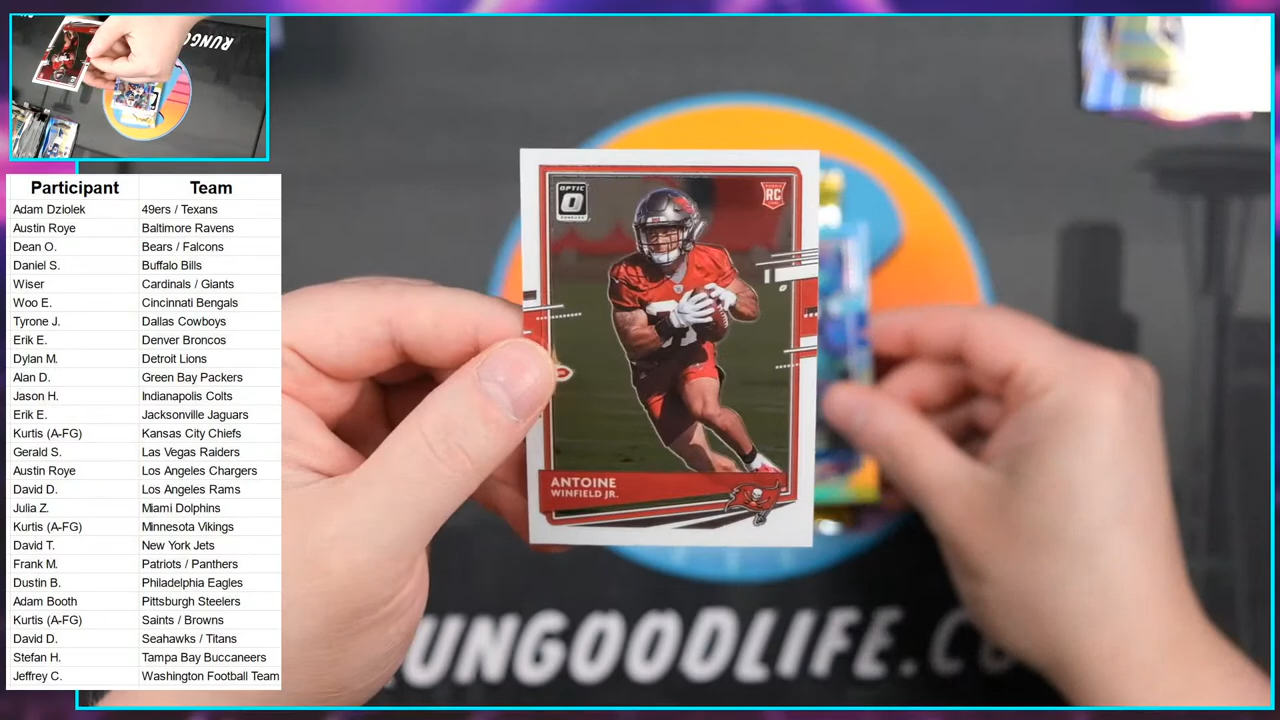 RUNGOOD
Participant Team
Adam Dziolek 49ers / Texans
Austin Roye Baltimore Ravens
Dean O. Bears / Falcons
Daniel S. Buffalo Bills
Wiser Cardinals / Giants
Woo E. Cincinnati Bengals
Tyrone J. Dallas Cowboys
Erik E. Denver Broncos
Dylan M. Detroit Lions
Alan D. Green Bay Packers
Jason H. Indianapolis Colts
Erik E. Jacksonville Jaguars
Kurtis (A-FG) Kansas City Chiefs
Gerald S. Las Vegas Raiders
Austin Roye Los Angeles Chargers
David D. Los Angeles Rams
Julia Z. Miami Dolphins
Kurtis (A-FG) Minnesota Vikings
David T. New York Jets
Frank M. Patriots / Panthers
Dustin B. Philadelphia Eagles
Adam Booth Pittsburgh Steelers
Kurtis (A-FG) Saints / Browns
David D. Seahawks / Titans
Stefan H. Tampa Bay Buccaneers
Jeffrey C. Washington Football Team
OPTIC
DONRUSS
ROOKIE
RC
ANTOINE
WINFIELD JR.
RUNGOODLIFE.CO